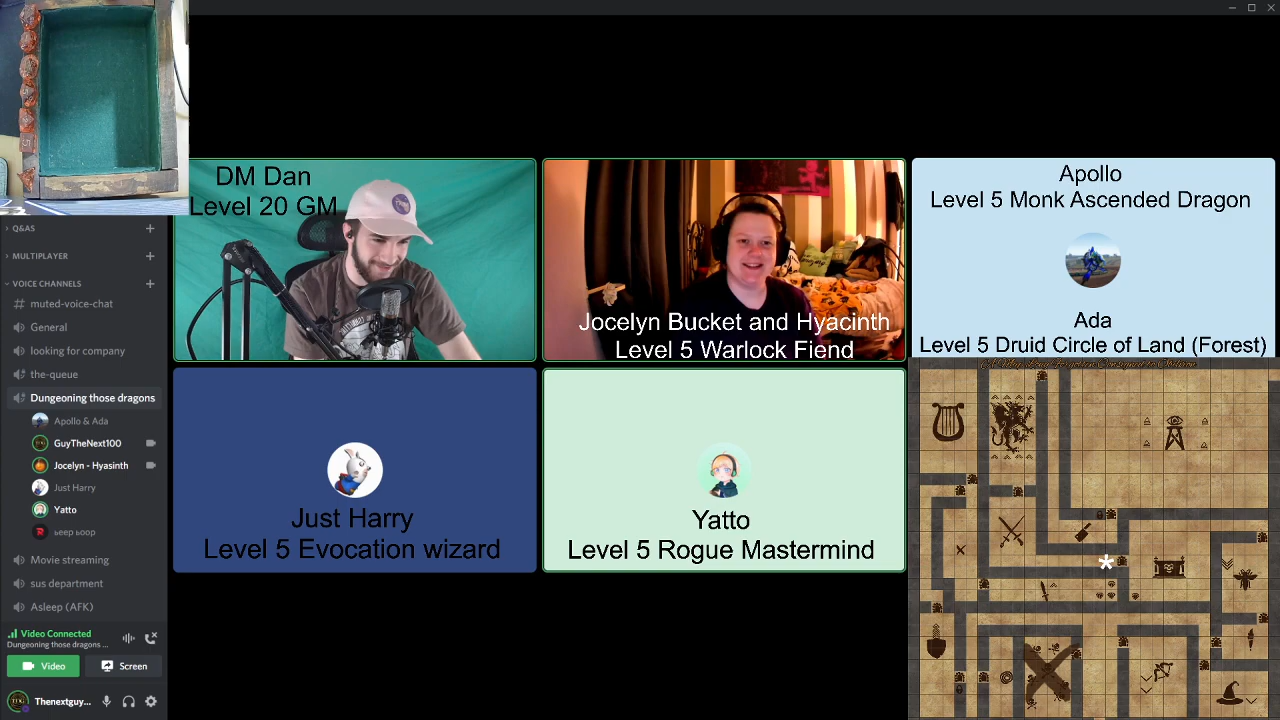 Q&AS
MULTIPLAYER
VOICE CHANNELS
muted-voice-chat
General
looking for company
the-queue
Dungeoning those dragons
Apollo & Ada
GuyTheNext100
Jocelyn - Hyasinth
Just Harry
Yatto
ьeep ьoop
Movie streaming
sus department
Asleep (AFK)
Video Connected
Dungeoning those dragons ...
Video
Screen
Thenextguy...
DM Dan
Level 20 GM
Jocelyn Bucket and Hyacinth
Level 5 Warlock Fiend
Apollo
Level 5 Monk Ascended Dragon
Ada
Level 5 Druid Circle of Land (Forest)
Just Harry
Level 5 Evocation wizard
Yatto
Level 5 Rogue Mastermind